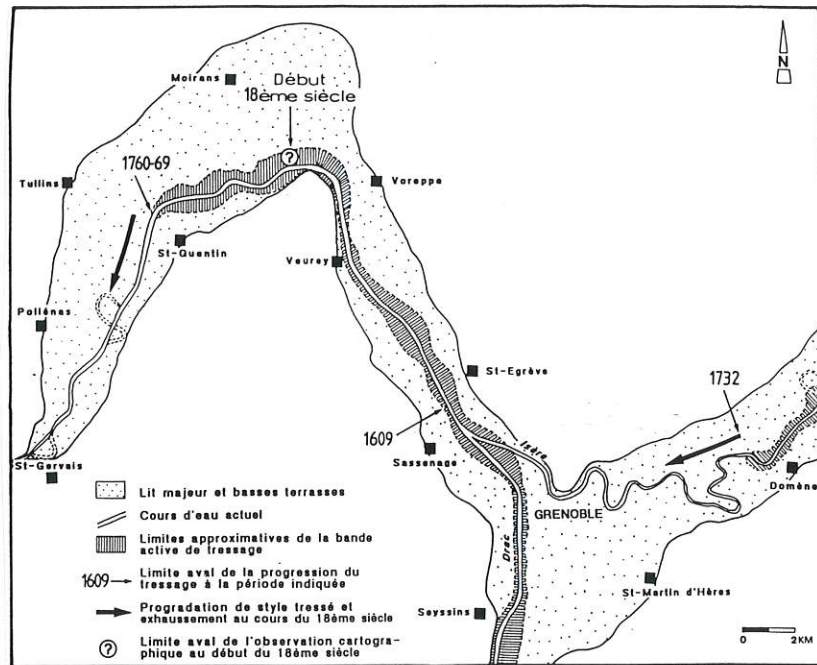 N
Moirans
Début
18ème siècle
?
1760-69
Tullins
Voreppe
St-Quentin
Veurey
Poliénas
St-Egrève
1732
1609
Isère
Sassenage
St-Gervais
Domène
GRENOBLE
Drac
St-Martin d'Hères
Seyssins
Lit majeur et basses terrasses
Cours d'eau actuel
Limites approximatives de la bande
active de tressage
1609 Limite aval de la progression du
tressage à la période indiquée
Progradation de style tressé et
exhaussement au cours du 18ème siècle
? Limite aval de l'observation cartogra-
phique au début du 18ème siècle
0 2KM